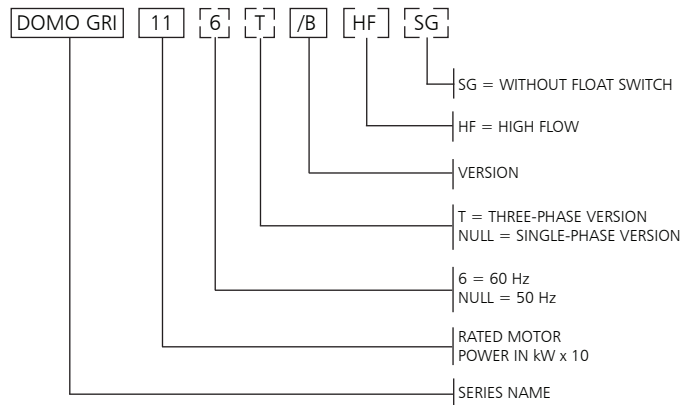 DOMO GRI 11 6 T /B HF SG
SG = WITHOUT FLOAT SWITCH
HF = HIGH FLOW
VERSION
T = THREE-PHASE VERSION
NULL = SINGLE-PHASE VERSION
6 = 60 Hz
NULL = 50 Hz
RATED MOTOR
POWER IN kW x 10
SERIES NAME